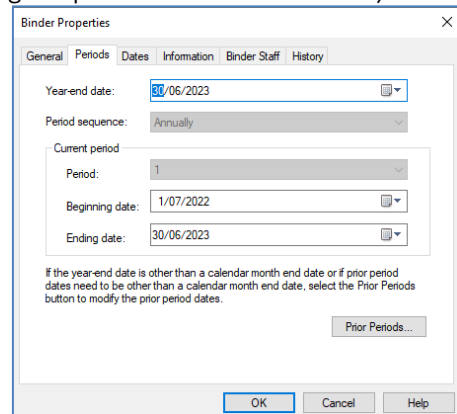 Binder Properties
General Periods Dates Information Binder Staff History
Year-end date: 30/06/2023
Period sequence: Annually
Current period
Period: 1
Beginning date: 1/07/2022
Ending date: 30/06/2023
If the year-end date is other than a calendar month end date or if prior period
dates need to be other than a calendar month end date, select the Prior Periods
button to modify the prior period dates.
Prior Periods...
OK Cancel Help